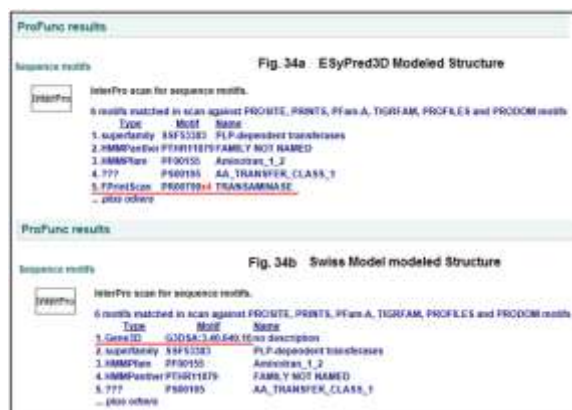 ProFunc results
Fig. 34a ESyPred3D Modeled Structure
Sequence motifs
InterPro
InterPro scan for sequence motifs.
6 motifs matched in scan against PROSITE, PRINTS, PFam-A, TIGRFAM, PROFILES and PRODOM motifs
Type Motif Name
1. superfamily SSF53383 PLP-dependent transferases
2. HMMPanther PTHR11879 FAMILY NOT NAMED
3. HMMPfam PF00155 Aminotran_1_2
4. ??? PS00105 AA_TRANSFER_CLASS_1
5. FPrintScan PR00799x4 TRANSAMINASE
... plus others
ProFunc results
Fig. 34b Swiss Model modeled Structure
Sequence motifs
InterPro
InterPro scan for sequence motifs.
6 motifs matched in scan against PROSITE, PRINTS, PFam-A, TIGRFAM, PROFILES and PRODOM motifs
Type Motif Name
1. Gene3D G3DSA:3.40.640.10 no description
2. superfamily SSF53383 PLP-dependent transferases
3. HMMPfam PF00155 Aminotran_1_2
4. HMMPanther PTHR11879 FAMILY NOT NAMED
5. ??? PS00105 AA_TRANSFER_CLASS_1
... plus others